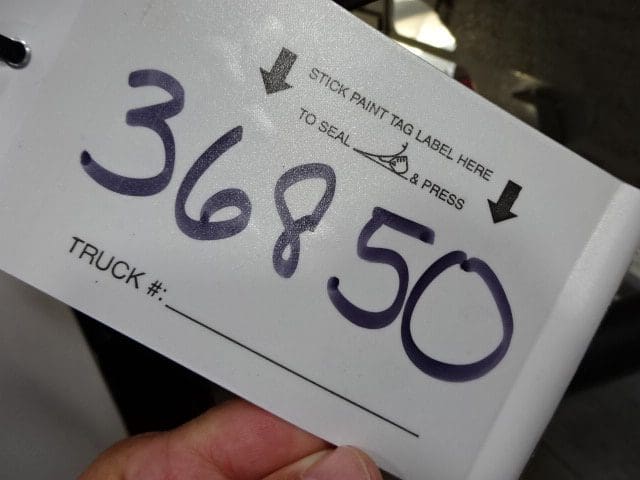 STICK PAINT TAG LABEL HERE
TO SEAL & PRESS
36850
TRUCK #: